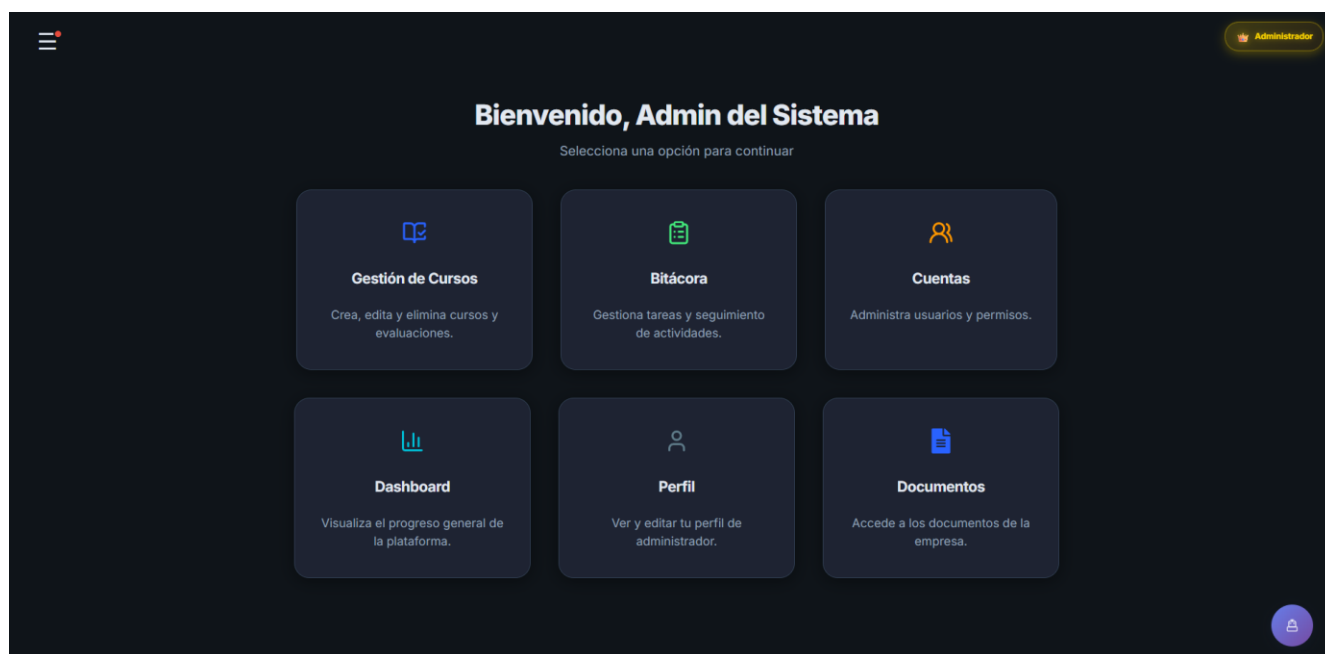 Administrador
Bienvenido, Admin del Sistema
Selecciona una opción para continuar
Gestión de Cursos
Crea, edita y elimina cursos y
evaluaciones.
Bitácora
Gestiona tareas y seguimiento
de actividades.
Cuentas
Administra usuarios y permisos.
Dashboard
Visualiza el progreso general de
la plataforma.
Perfil
Ver y editar tu perfil de
administrador.
Documentos
Accede a los documentos de la
empresa.